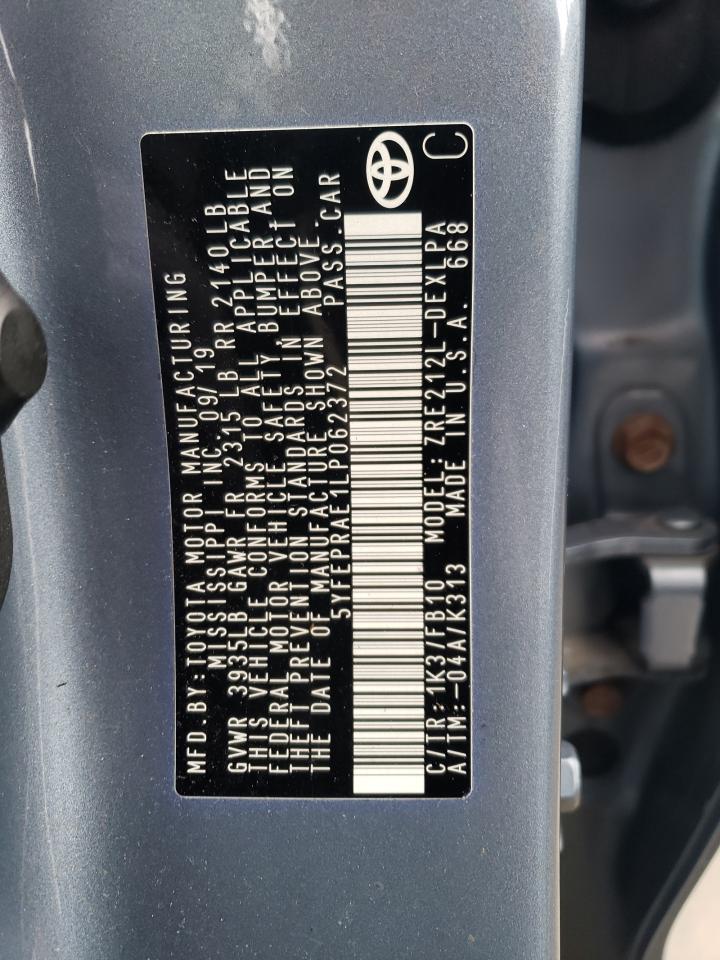 MFD.BY:TOYOTA MOTOR MANUFACTURING
MISSISSIPPI INC.09/19
GVWR 3935LB GAWR FR 2315 LB RR 2140 LB
THIS VEHICLE CONFORMS TO ALL APPLICABLE
FEDERAL MOTOR VEHICLE SAFETY BUMPER AND
THEFT PREVENTION STANDARDS IN EFFECT ON
THE DATE OF MANUFACTURE SHOWN ABOVE.
5YFEPRAE1LP062372 PASS.CAR
C/TR: 1K3/FB10 MODEL: ZRE212L-DEXLPA
A/TM:-04A/K313 MADE IN U.S.A. 668
C